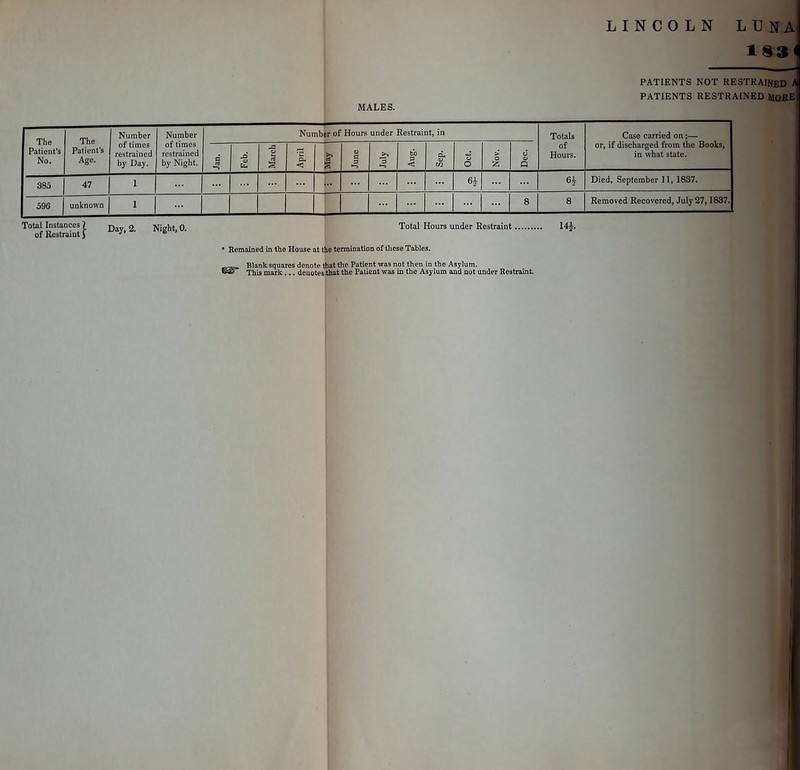 LINCOLN LUNA
183
PATIENTS NOT RESTRAINED A
PATIENTS RESTRAINED MORE
MALES.
The Patient's No. | The Patient's Age. | Number of times restrained by Day. | Number of times restrained by Night. | Number of Hours under Restraint, in | Totals of Hours. | Case carried on;— or, if discharged from the Books, in what state.
Jan. | Feb. | March | April | May | June | July | Aug. | Sep. | Oct. | Nov. | Dec.
385 | 47 | 1 | ... | ... | ... | ... | ... | ... | ... | ... | ... | ... | 6½ | ... | ... | 6½ | Died, September 11, 1837.
596 | unknown | 1 | ... | | | | | | | ... | ... | ... | ... | ... | 8 | 8 | Removed Recovered, July 27, 1837.
Total Instances of Restraint } Day, 2. Night, 0. Total Hours under Restraint .......... 14½.
* Remained in the House at the termination of these Tables.
☞ Blank squares denote that the Patient was not then in the Asylum.
This mark ... denotes that the Patient was in the Asylum and not under Restraint.